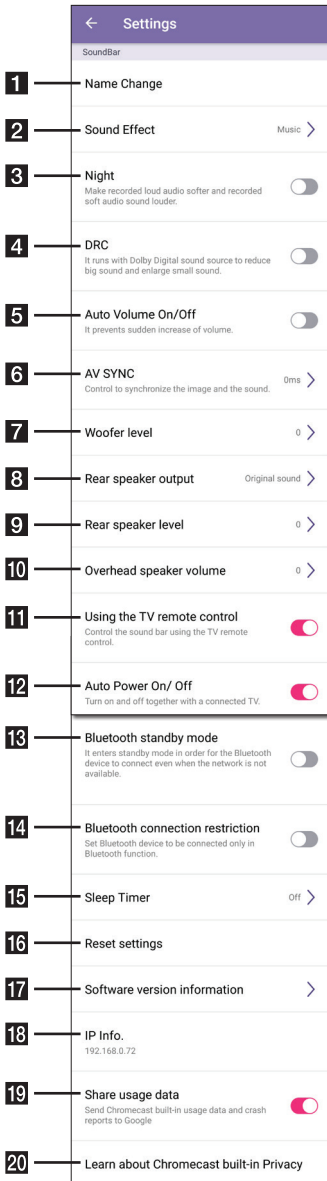 ← Settings
SoundBar
1 Name Change
2 Sound Effect Music >
3 Night
Make recorded loud audio softer and recorded
soft audio sound louder.
4 DRC
It runs with Dolby Digital sound source to reduce
big sound and enlarge small sound.
5 Auto Volume On/Off
It prevents sudden increase of volume.
6 AV SYNC 0ms >
Control to synchronize the image and the sound.
7 Woofer level 0 >
8 Rear speaker output Original sound >
9 Rear speaker level 0 >
10 Overhead speaker volume 0 >
11 Using the TV remote control
Control the sound bar using the TV remote
control.
12 Auto Power On/ Off
Turn on and off together with a connected TV.
13 Bluetooth standby mode
It enters standby mode in order for the Bluetooth
device to connect even when the network is not
available.
14 Bluetooth connection restriction
Set Bluetooth device to be connected only in
Bluetooth function.
15 Sleep Timer Off >
16 Reset settings
17 Software version information >
18 IP Info.
192.168.0.72
19 Share usage data
Send Chromecast built-in usage data and crash
reports to Google
20 Learn about Chromecast built-in Privacy